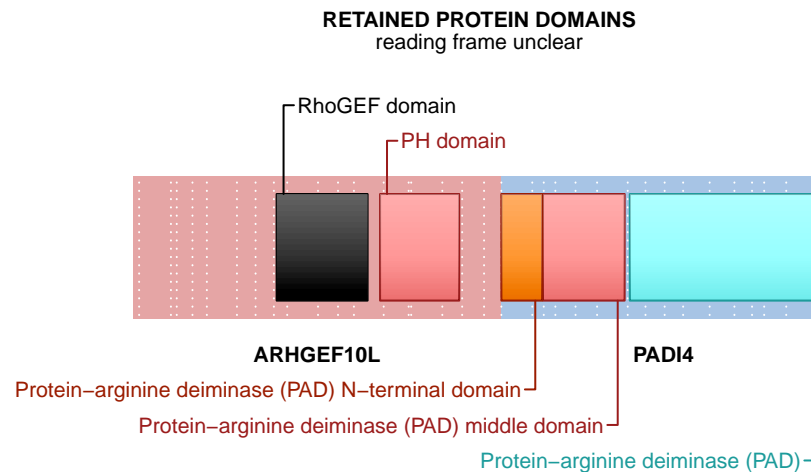 RETAINED PROTEIN DOMAINS
reading frame unclear
RhoGEF domain
PH domain
ARHGEF10L
PADI4
Protein−arginine deiminase (PAD) N−terminal domain
Protein−arginine deiminase (PAD) middle domain
Protein−arginine deiminase (PAD)